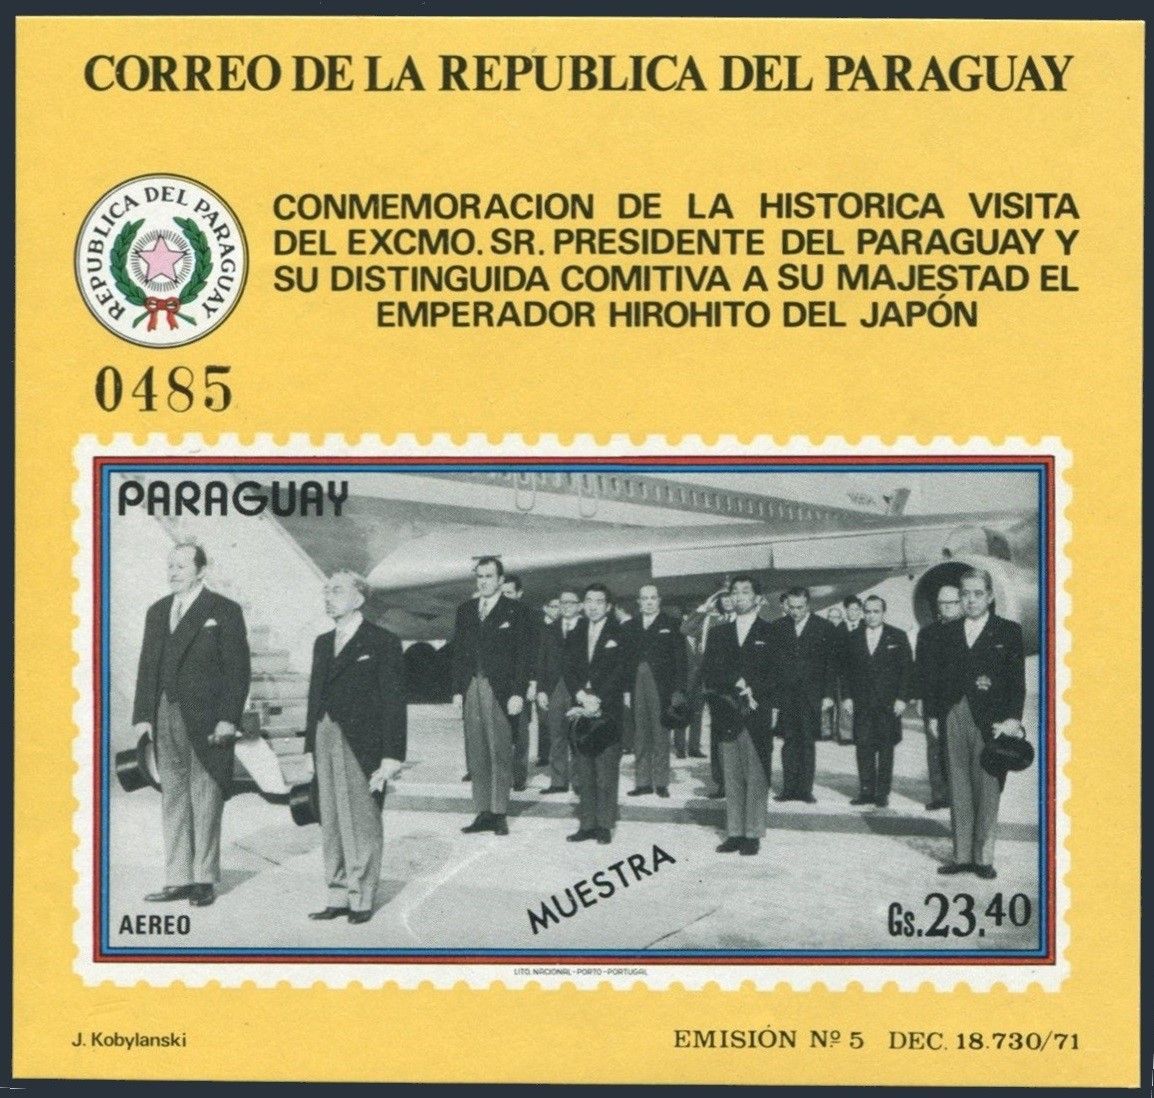 CORREO DE LA REPUBLICA DEL PARAGUAY
REPUBLICA DEL PARAGUAY
CONMEMORACION DE LA HISTORICA VISITA
DEL EXCMO. SR. PRESIDENTE DEL PARAGUAY Y
SU DISTINGUIDA COMITIVA A SU MAJESTAD EL
EMPERADOR HIROHITO DEL JAPÓN
0485
PARAGUAY
MUESTRA
AEREO
Gs.23.40
LITO. NACIONAL-PORTO-PORTUGAL
J. Kobylanski
EMISIÓN Nº 5 DEC. 18.730/71